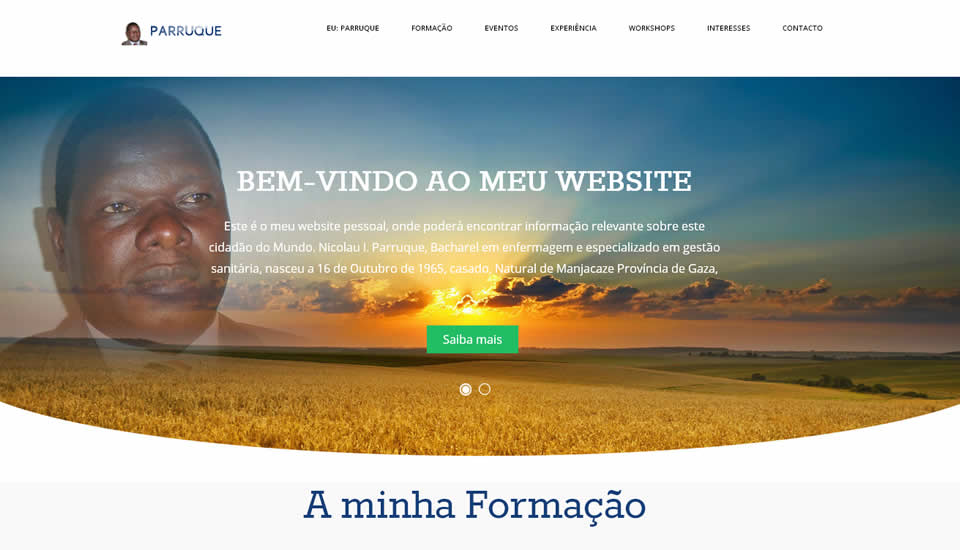 PARRUQUE
EU: PARRUQUE
FORMAÇÃO
EVENTOS
EXPERIÊNCIA
WORKSHOPS
INTERESSES
CONTACTO
BEM-VINDO AO MEU WEBSITE
Este é o meu website pessoal, onde poderá encontrar informação relevante sobre este
cidadão do Mundo. Nicolau I. Parruque, Bacharel em enfermagem e especializado em gestão
sanitária, nasceu a 16 de Outubro de 1965, casado, Natural de Manjacaze Província de Gaza,
Saiba mais
A minha Formação